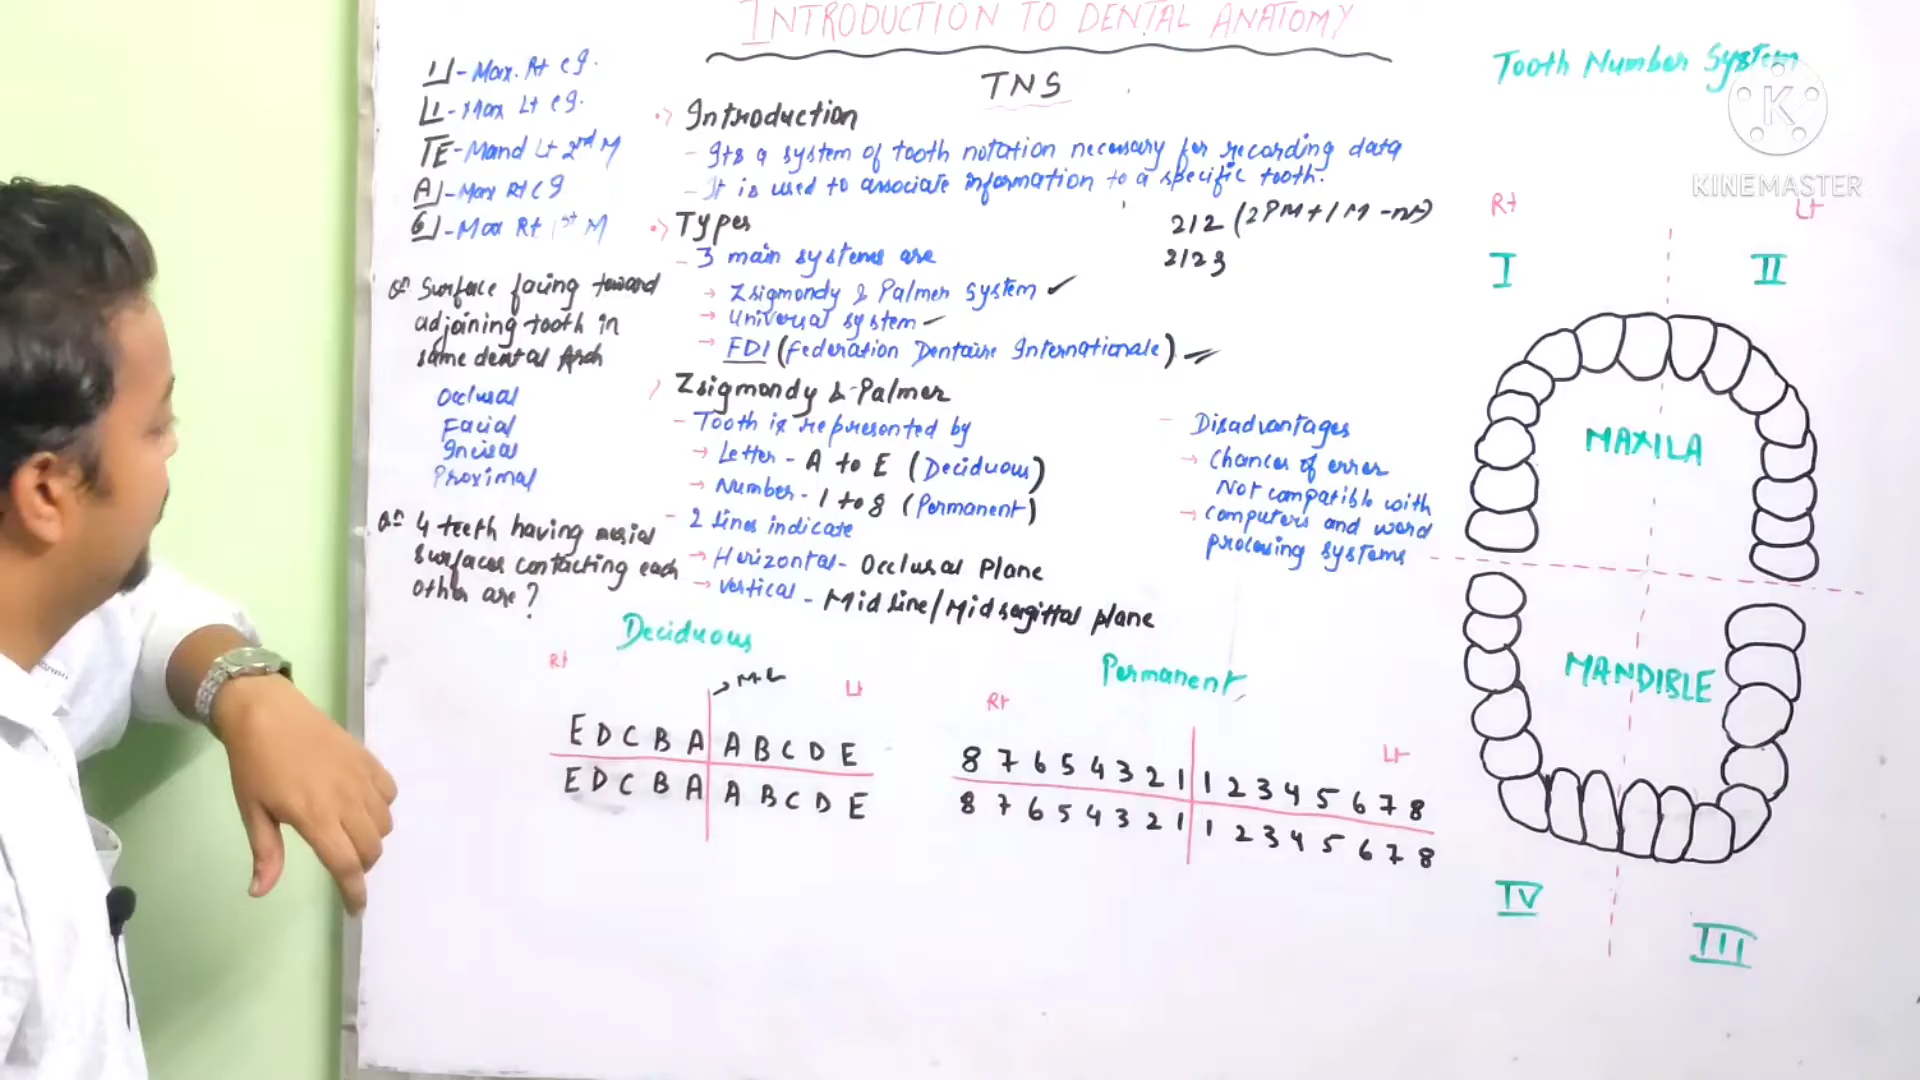 INTRODUCTION TO DENTAL ANATOMY
TNS
Tooth Number System
K
KINEMASTER
1┘- Max. Rt c g.
└1 - Max Lt c g.
┌E - Mand Lt 2nd M
A┘- Max Rt c g
6┘- Max Rt 1st M
Qn Surface facing toward
adjoining tooth in
same dental Arch
Occlusal
Facial
Incisal
Proximal
Qn 4 teeth having mesial
surfaces contacting each
other are?
Introduction
- Its a system of tooth notation necessary for recording data
- It is used to associate information to a specific tooth.
Types
- 3 main systems are
→ Zsigmondy & Palmer system ✓
→ Universal system
→ FDI (Federation Dentaire Internationale)
212 (2PM + 1M
2123
Zsigmondy & Palmer
- Tooth is represented by
→ Letter - A to E (Deciduous)
→ Number - 1 to 8 (Permanent)
- 2 lines indicate
→ Horizontal - Occlusal Plane
→ Vertical - Midline/Midsagittal plane
- Disadvantages
→ Chances of error
Not compatible with
→ computers and word
processing systems
Deciduous
Rt
M.L
Lt
E D C B A A B C D E
E D C B A A B C D E
Permanent
Rt
Lt
8 7 6 5 4 3 2 1 1 2 3 4 5 6 7 8
8 7 6 5 4 3 2 1 1 2 3 4 5 6 7 8
Rt
Lt
I
II
MAXILA
MANDIBLE
IV
III